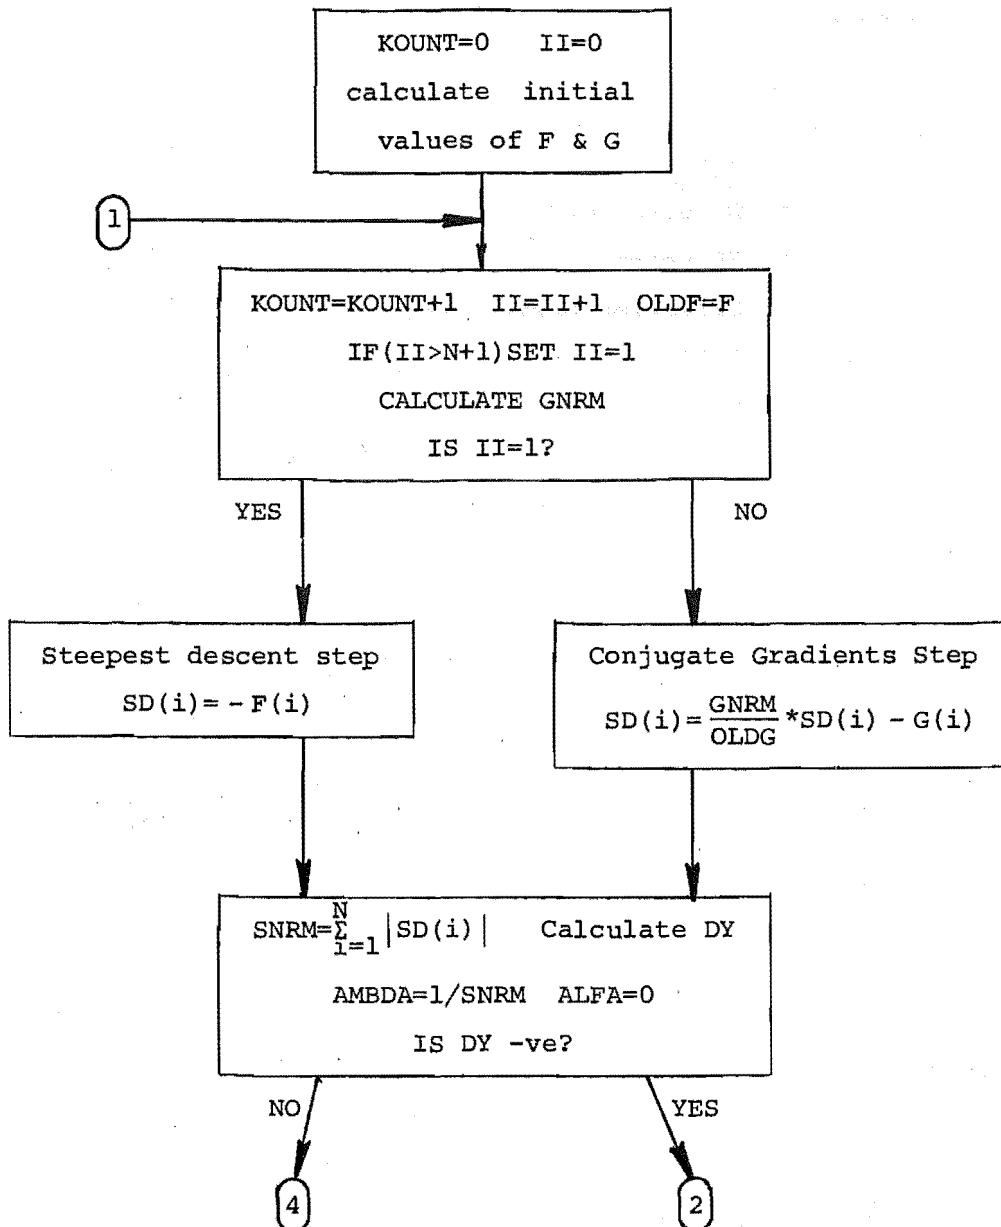 KOUNT=0 II=0
calculate initial
values of F & G
1
KOUNT=KOUNT+1 II=II+1 OLDF=F
IF(II>N+1)SET II=1
CALCULATE GNRM
IS II=1?
YES
NO
Steepest descent step
SD(i)= - F(i)
Conjugate Gradients Step
SD(i)= GNRM/OLDG *SD(i) - G(i)
SNRM= N Σ i=1 |SD(i)| Calculate DY
AMBDA=1/SNRM ALFA=0
IS DY -ve?
NO
YES
4
2